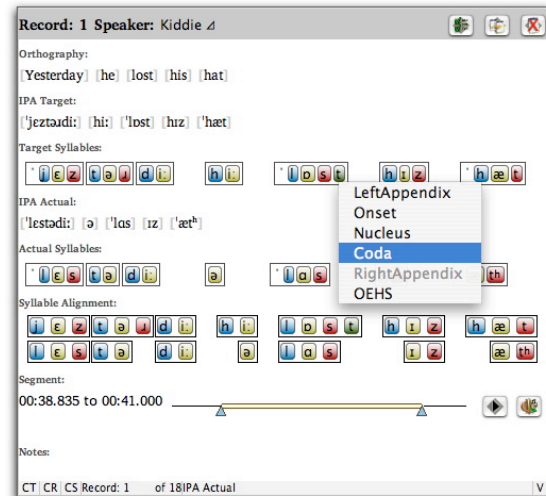 Record: 1 Speaker: Kiddie
Orthography:
[Yesterday] [he] [lost] [his] [hat]
IPA Target:
[ˈjɛztəɹdiː] [hiː] [ˈlɒst] [hɪz] [ˈhæt]
Target Syllables:
ˈ j ɛ z t ə ɹ d iː h iː ˈ l ɒ s t h ɪ z ˈ h æ t
IPA Actual:
[ˈlɛstədiː] [ə] [ˈlɑs] [ɪz] [ˈætʰ]
Actual Syllables:
ˈ l ɛ s t ə d iː ə ˈ l ɑ s tʰ
LeftAppendix
Onset
Nucleus
Coda
RightAppendix
OEHS
Syllable Alignment:
j ɛ z t ə ɹ d iː h iː l ɒ s t h ɪ z h æ t
l ɛ s t ə d iː ə l ɑ s ɪ z æ tʰ
Segment:
00:38.835 to 00:41.000
Notes:
CT CR CS Record: 1 of 18 IPA Actual V